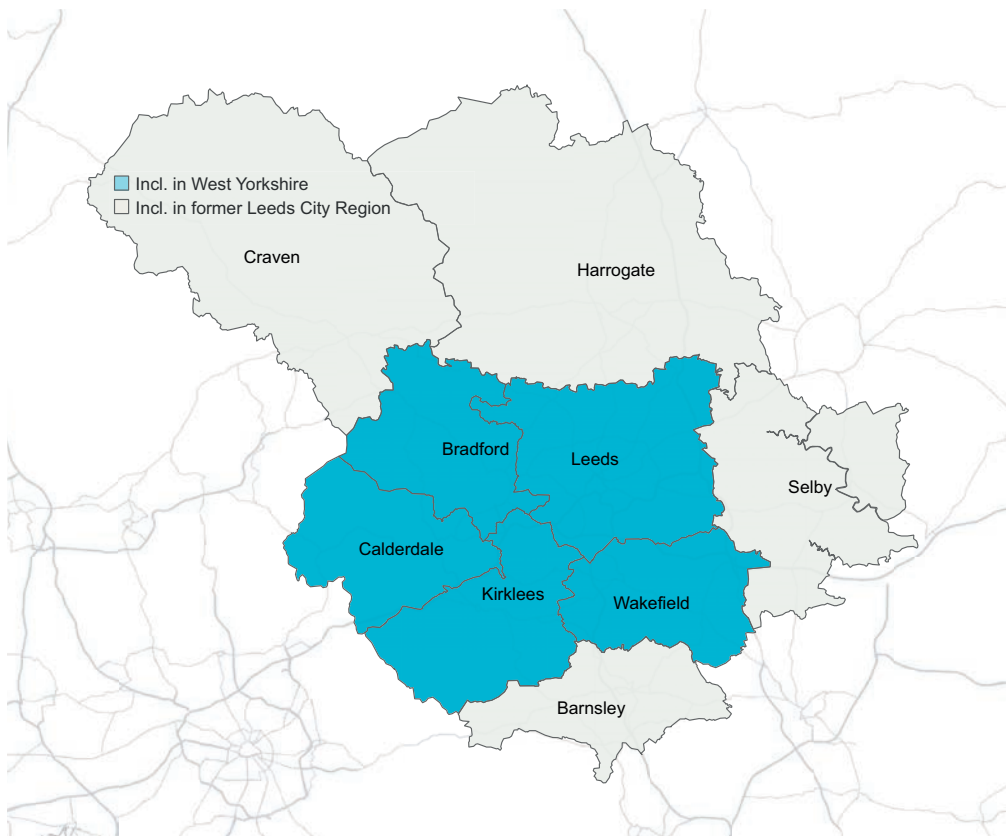 Incl. in West Yorkshire
Incl. in former Leeds City Region
Craven
Harrogate
Bradford
Leeds
Selby
Calderdale
Kirklees
Wakefield
Barnsley